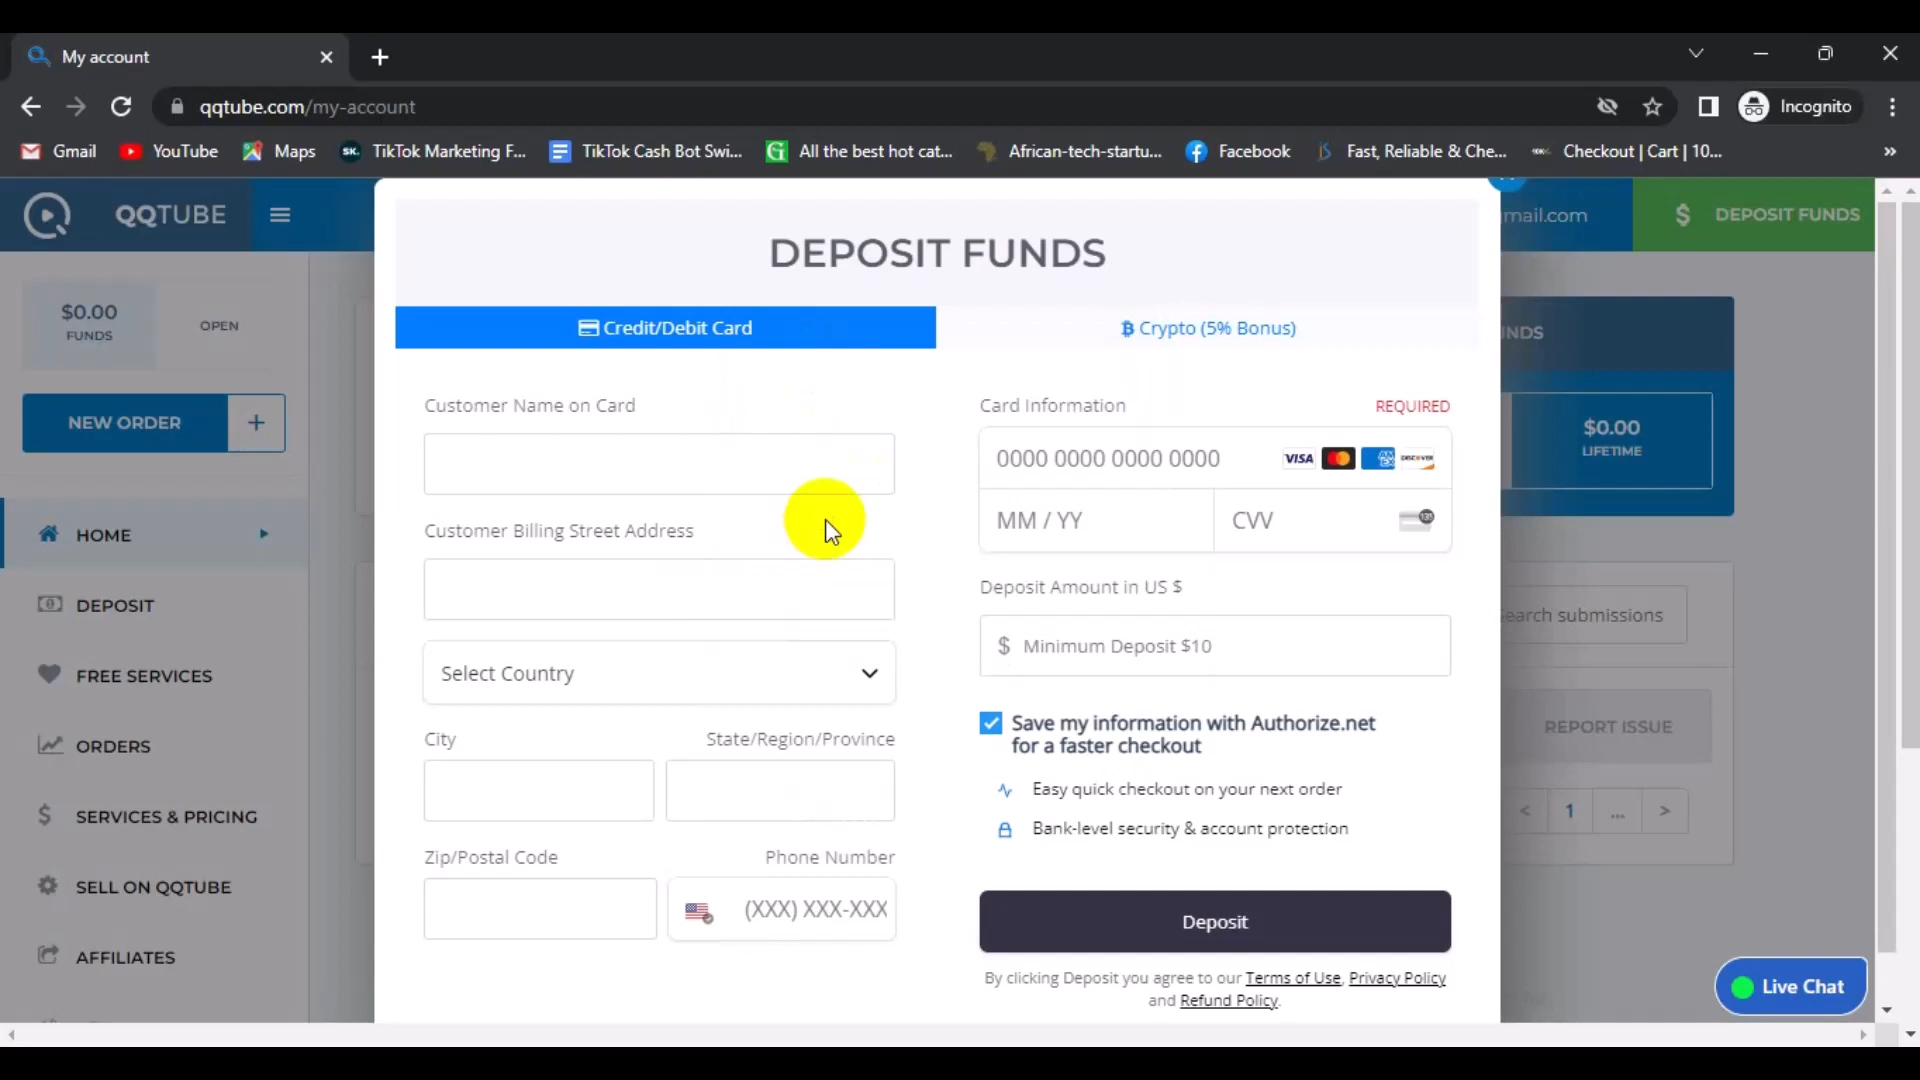 My account
qqtube.com/my-account
Incognito
Gmail
YouTube
Maps
TikTok Marketing F...
TikTok Cash Bot Swi...
All the best hot cat...
African-tech-startu...
Facebook
Fast, Reliable & Che...
Checkout | Cart | 10...
QQTUBE
mail.com
$ DEPOSIT FUNDS
$0.00
FUNDS
OPEN
NEW ORDER
+
HOME
DEPOSIT
FREE SERVICES
ORDERS
SERVICES & PRICING
SELL ON QQTUBE
AFFILIATES
DEPOSIT FUNDS
Credit/Debit Card
Crypto (5% Bonus)
Customer Name on Card
Customer Billing Street Address
Select Country
City
State/Region/Province
Zip/Postal Code
Phone Number
(XXX) XXX-XXX
Card Information
REQUIRED
0000 0000 0000 0000
VISA
AMEX
DISCOVER
MM / YY
CVV
135
Deposit Amount in US $
$ Minimum Deposit $10
Save my information with Authorize.net
for a faster checkout
Easy quick checkout on your next order
Bank-level security & account protection
Deposit
By clicking Deposit you agree to our Terms of Use, Privacy Policy
and Refund Policy.
NDS
$0.00
LIFETIME
earch submissions
REPORT ISSUE
< 1 ... >
Live Chat